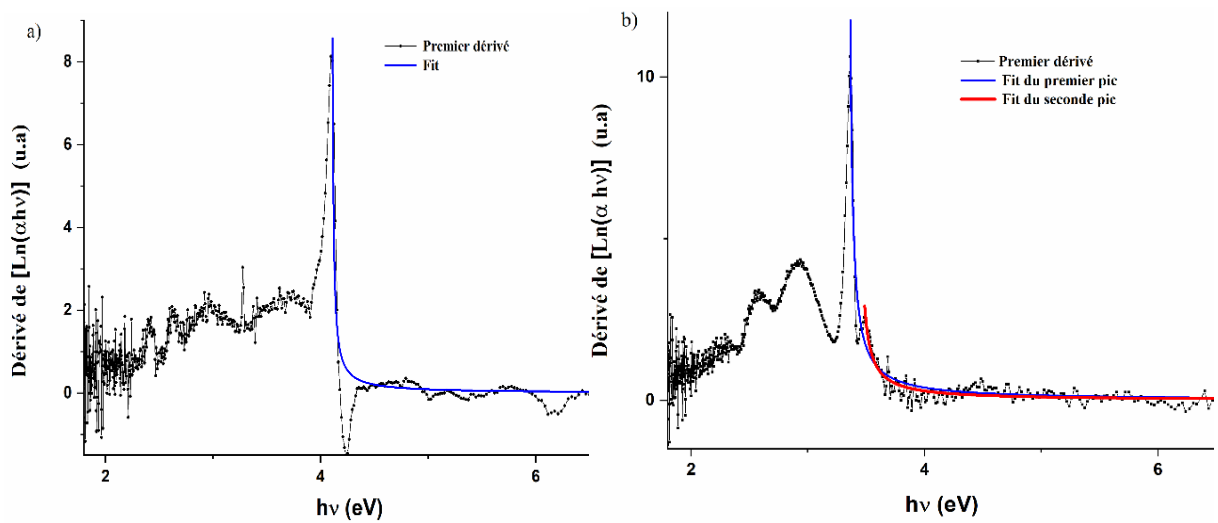 a)
Premier dérivé
Fit
Dérivé de [Ln(αhν)] (u.a)
8
6
4
2
0
2
4
6
hν (eV)
b)
Premier dérivé
Fit du premier pic
Fit du seconde pic
Dérivé de [Ln(α hν)] (u.a)
10
0
2
4
6
hν (eV)